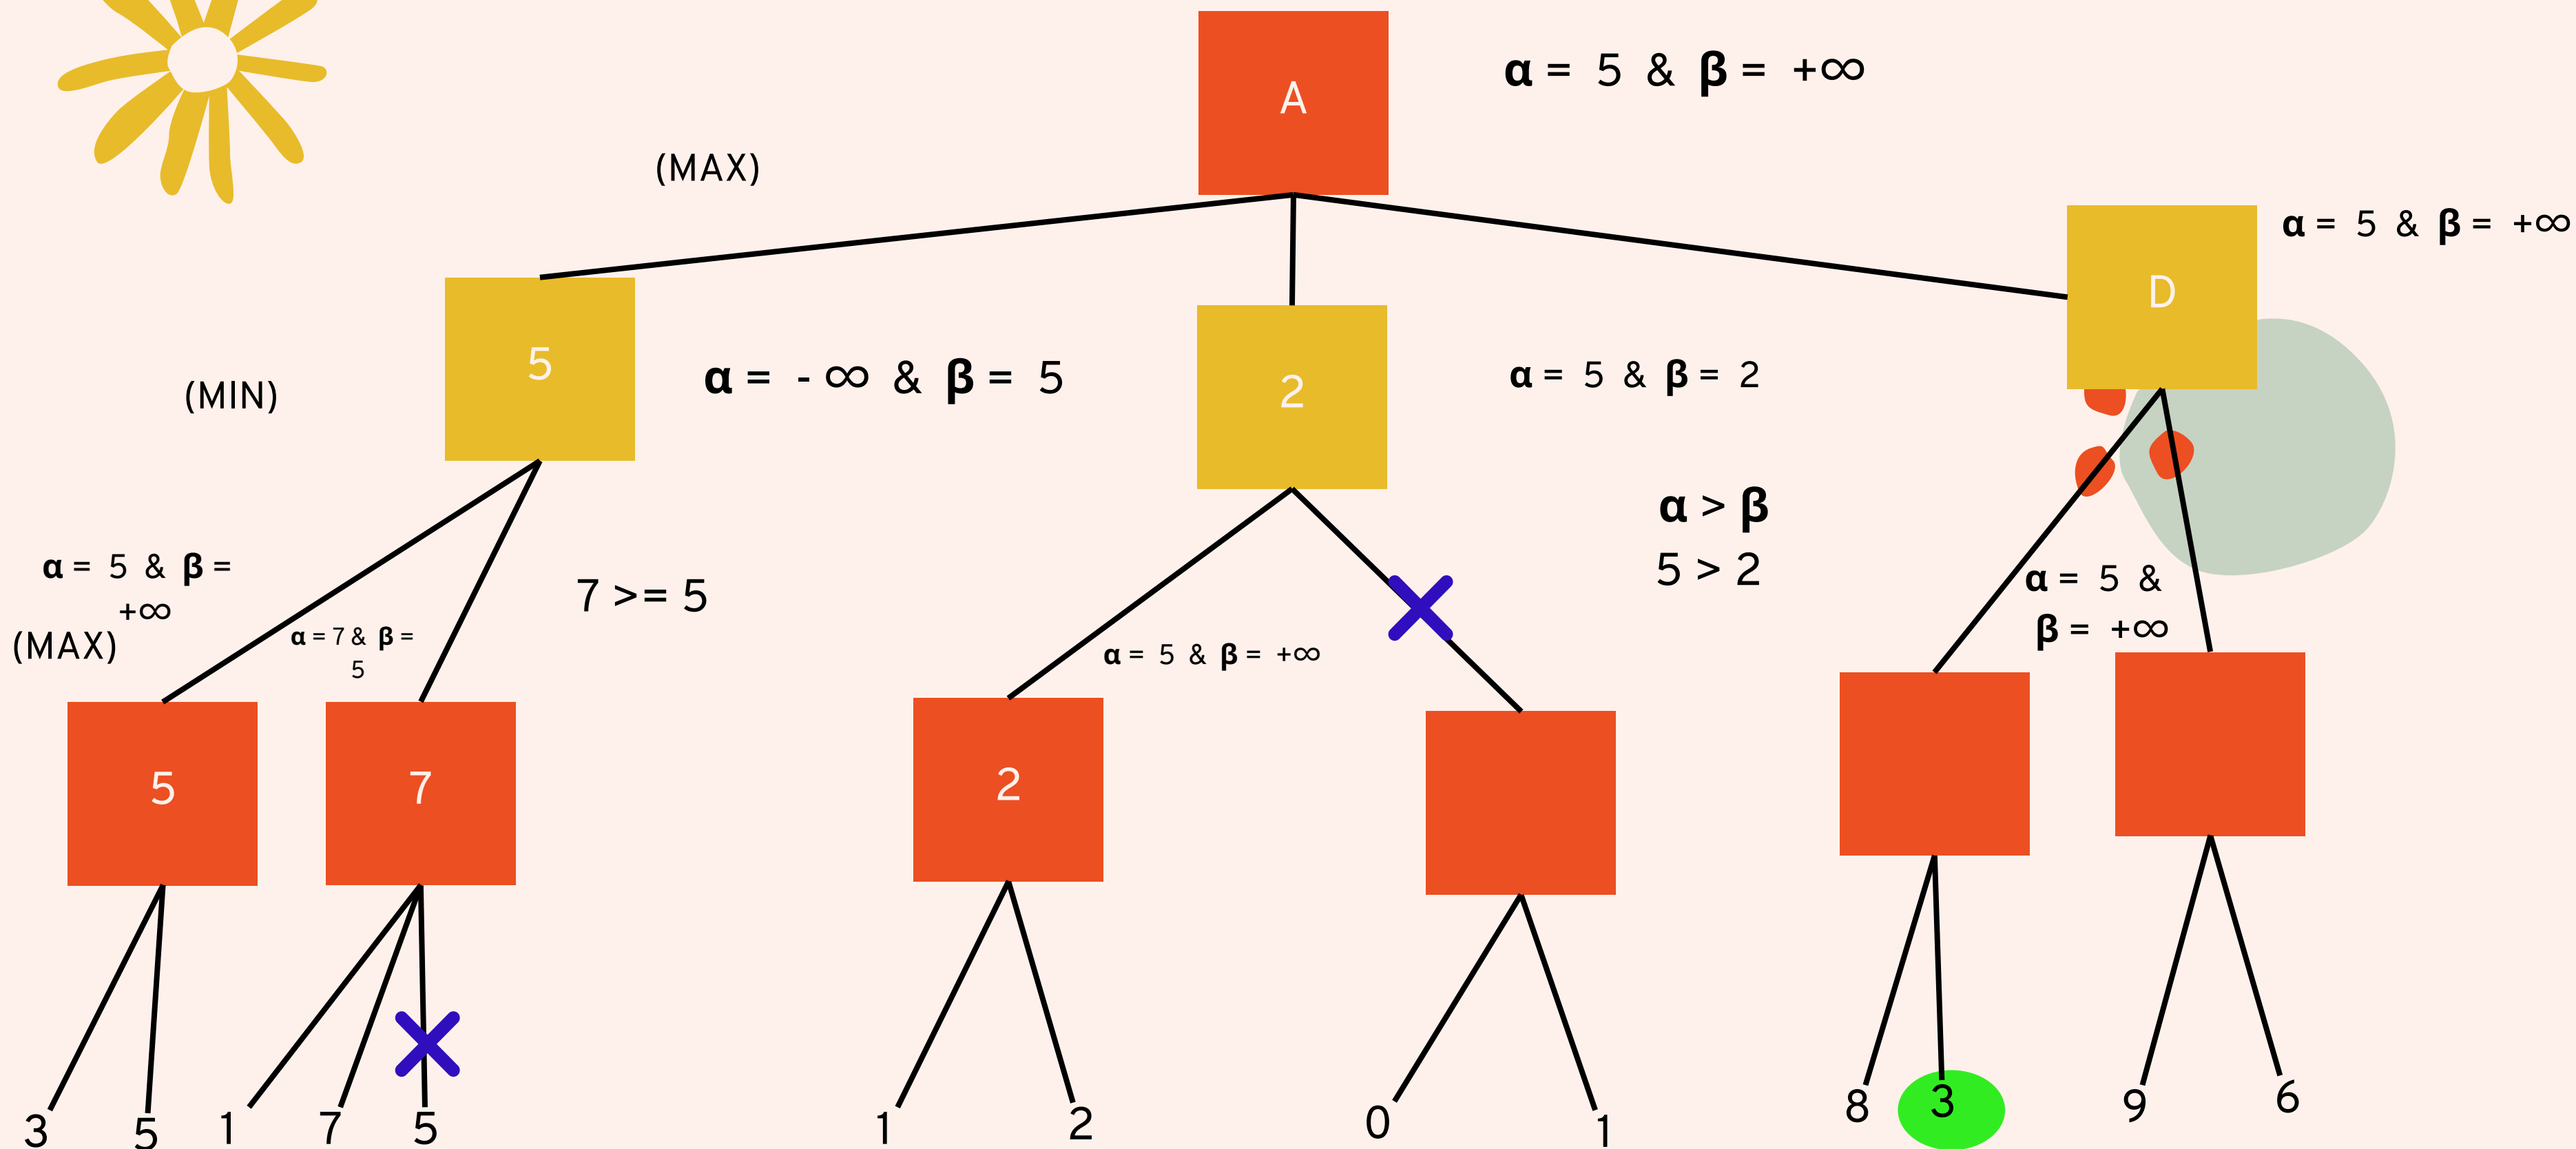 A
α = 5 & β = +∞
(MAX)
D
α = 5 & β = +∞
5
α = - ∞ & β = 5
2
α = 5 & β = 2
(MIN)
α > β
5 > 2
α = 5 & β =
+∞
7 >= 5
(MAX)
α = 7 & β =
5
α = 5 & β = +∞
α = 5 &
β = +∞
5
7
2
3
5
1
7
5
1
2
0
1
8
3
9
6